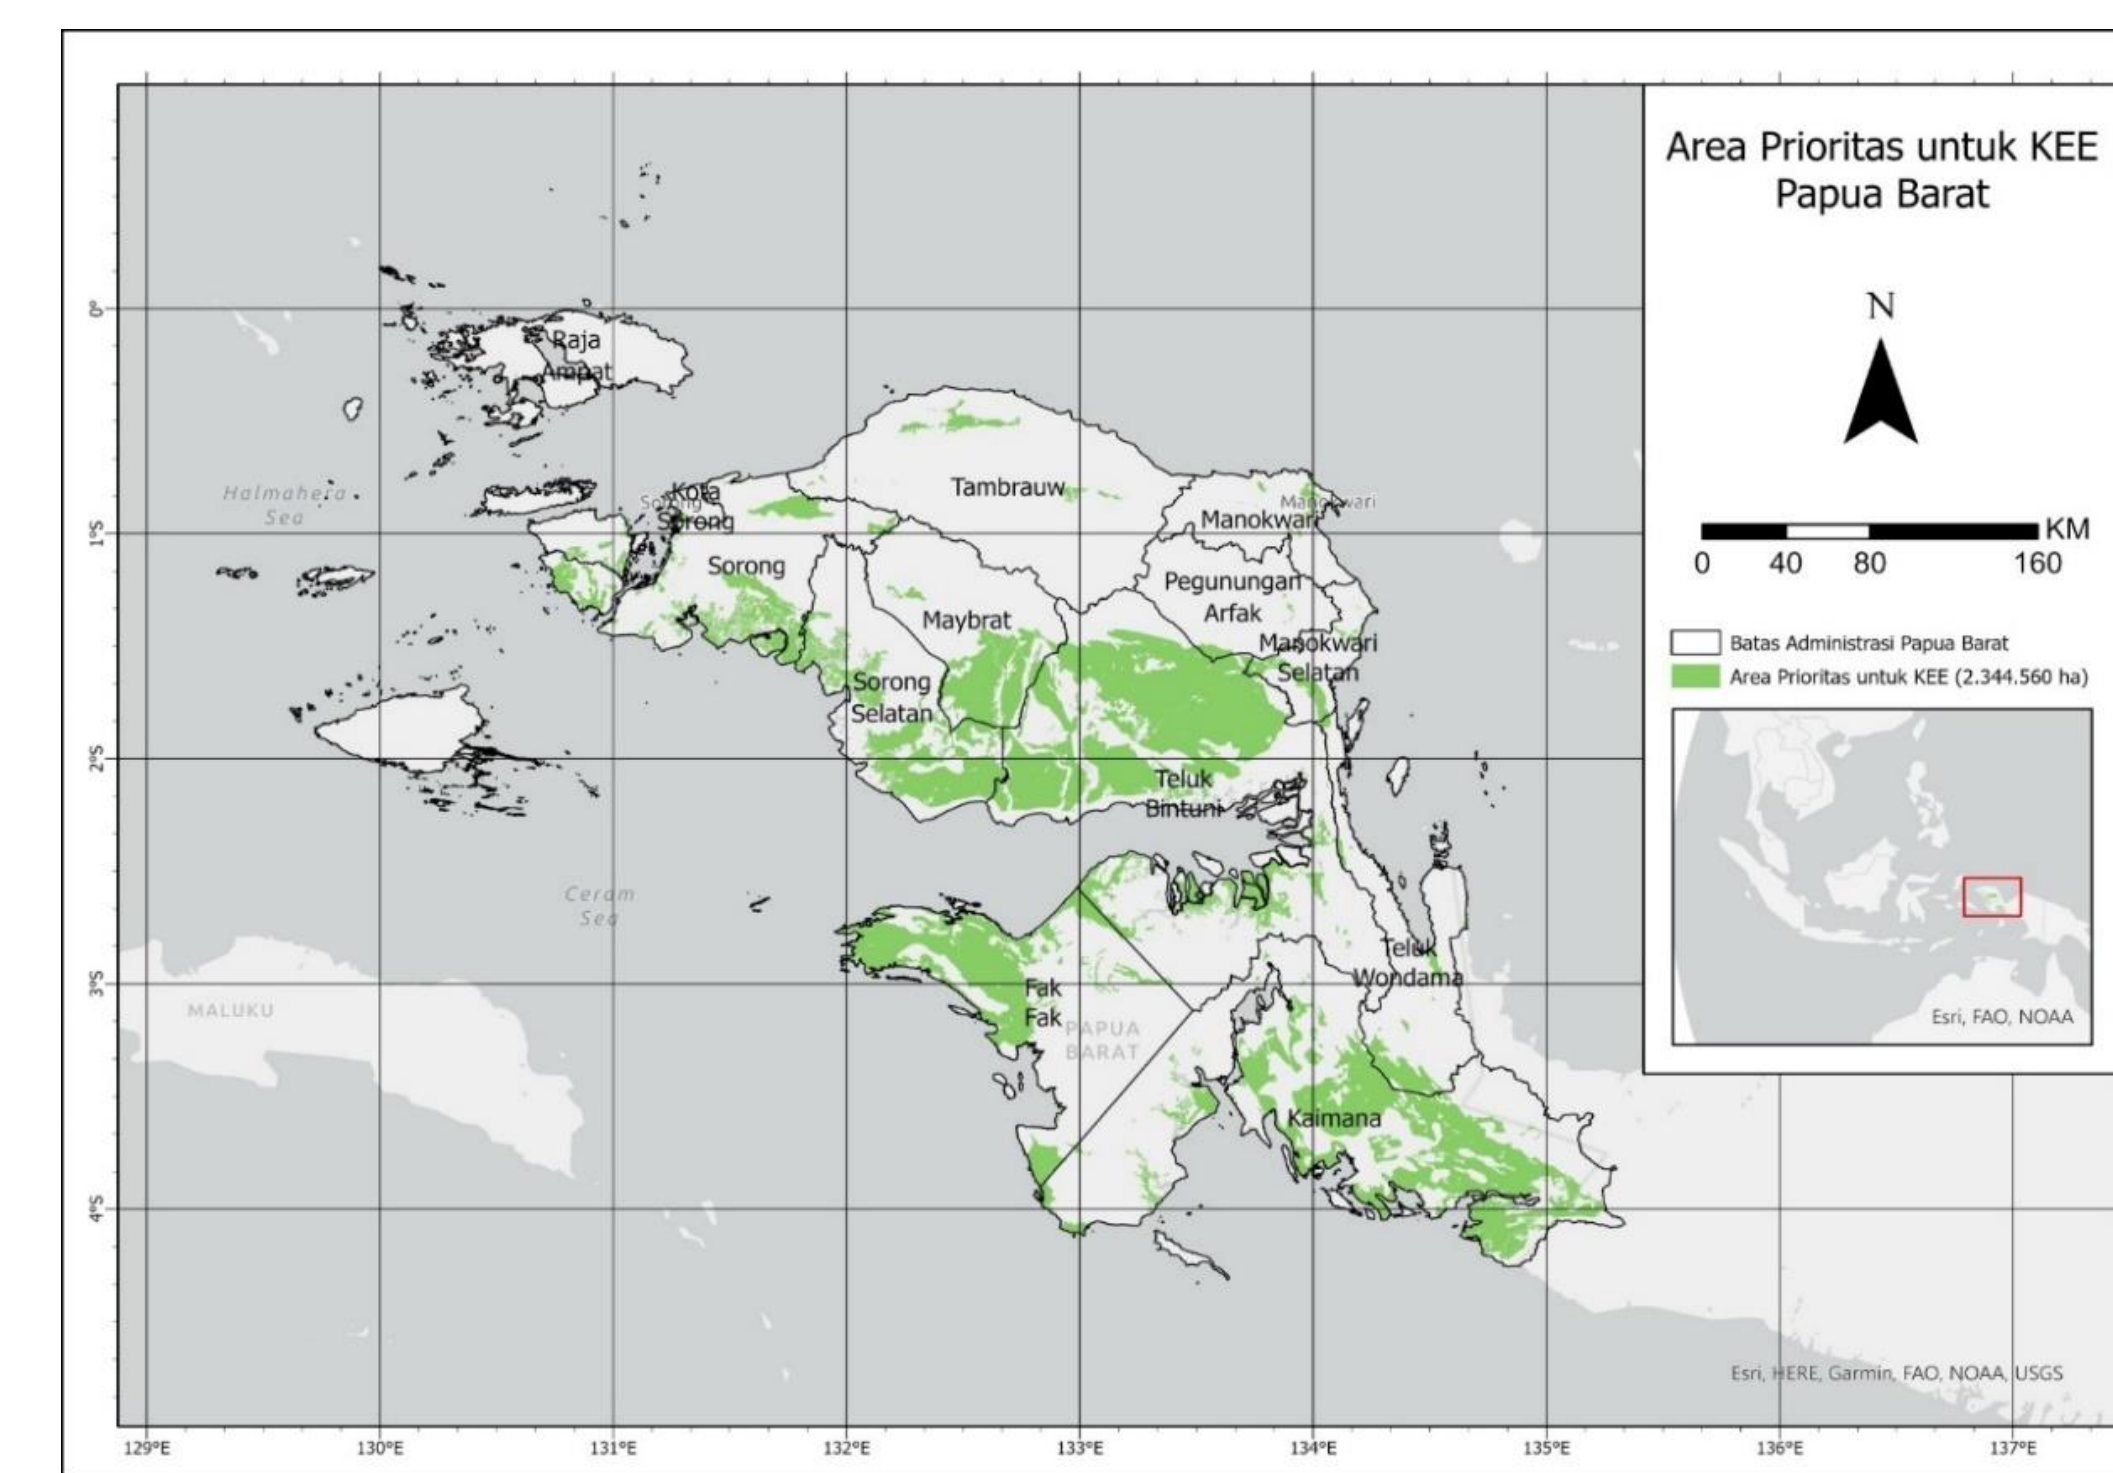 Area Prioritas untuk KEE
Papua Barat
N
KM
0 40 80 160
Batas Administrasi Papua Barat
Area Prioritas untuk KEE (2.344.560 ha)
Esri, FAO, NOAA
Esri, HERE, Garmin, FAO, NOAA, USGS
0°
1°S
2°S
3°S
4°S
129°E 130°E 131°E 132°E 133°E 134°E 135°E 136°E 137°E
Raja
Ampat
Halmahera
Sea
Kota
Sorong
Sorong
Sorong
Tambrauw
Manokwari
Manokwari
Pegunungan
Arfak
Maybrat
Manokwari
Selatan
Sorong
Selatan
Teluk
Bintuni
Ceram
Sea
Teluk
Wondama
MALUKU
Fak
Fak
PAPUA
BARAT
Kaimana